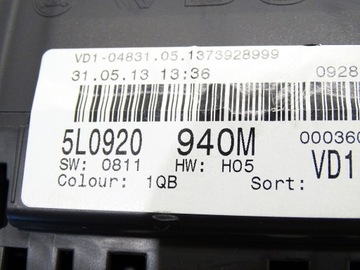 VD1-04831.05.1373928999
31.05.13 13:36 0928
5L0920 940M 000360
SW: 0811 HW: H05 VD1
Colour: 1QB Sort: